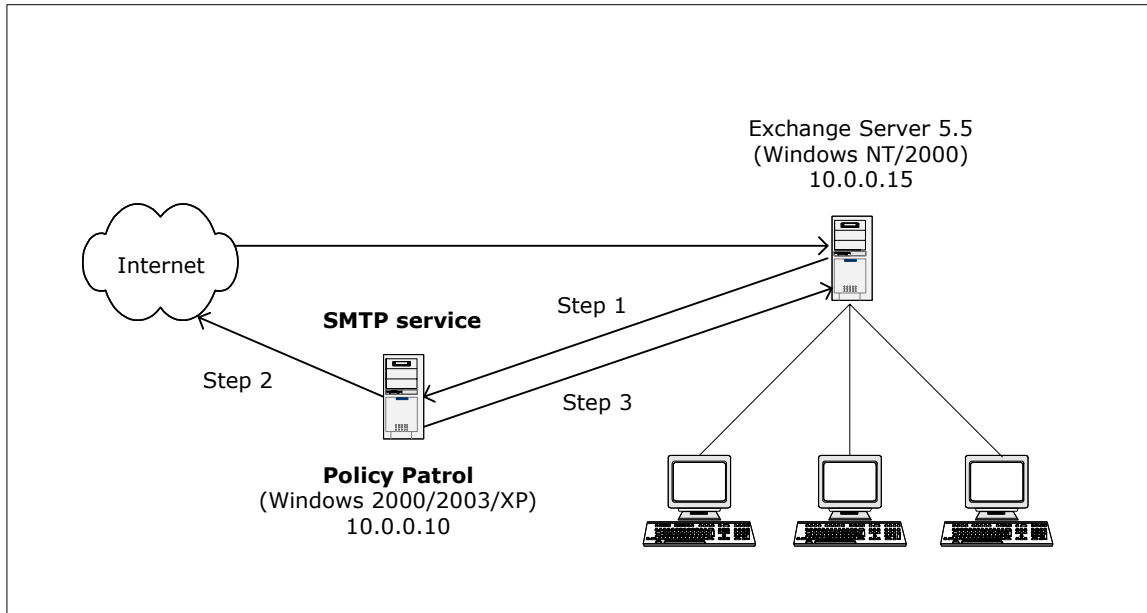 Exchange Server 5.5
(Windows NT/2000)
10.0.0.15
Internet
Step 1
SMTP service
Step 2
Step 3
Policy Patrol
(Windows 2000/2003/XP)
10.0.0.10